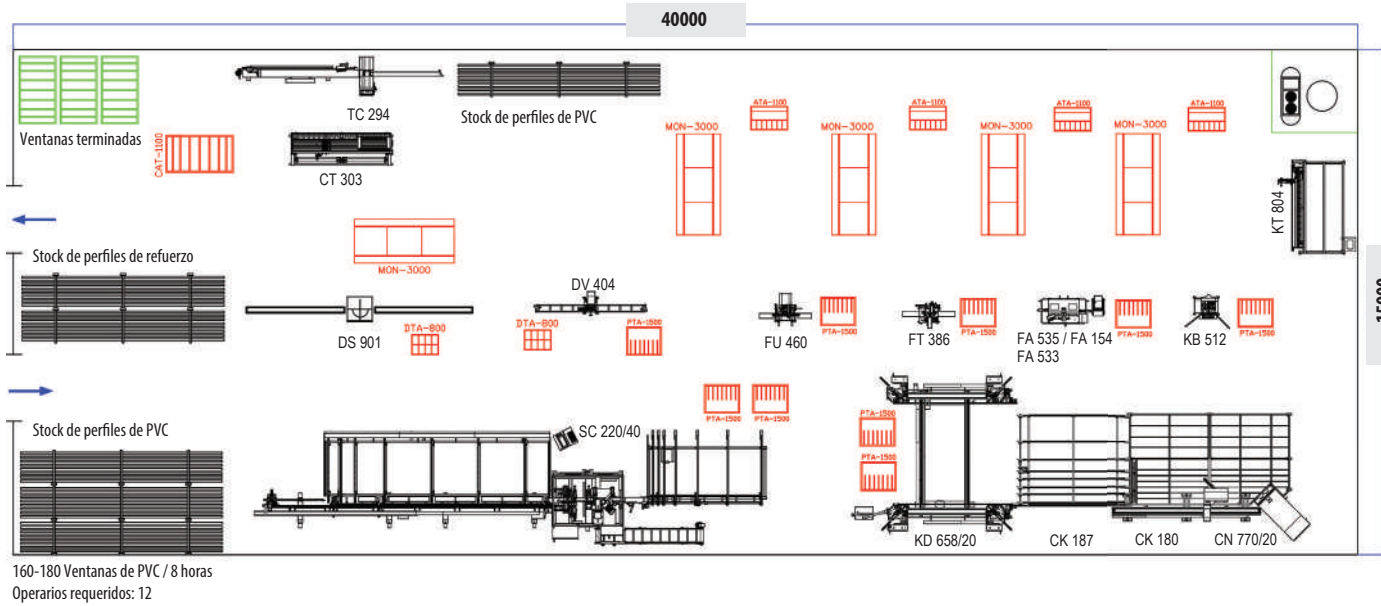 40000
Ventanas terminadas
CAT-1100
TC 294
CT 303
Stock de perfiles de PVC
ATA-1100
ATA-1100
ATA-1100
ATA-1100
MON-3000
MON-3000
MON-3000
MON-3000
KT 804
15000
Stock de perfiles de refuerzo
MON-3000
DS 901
DTA-800
DV 404
DTA-800
PTA-1500
FU 460
PTA-1500
FT 386
PTA-1500
FA 535 / FA 154
FA 533
PTA-1500
KB 512
PTA-1500
Stock de perfiles de PVC
SC 220/40
PTA-1500
PTA-1500
PTA-1500
PTA-1500
KD 658/20
CK 187
CK 180
CN 770/20
160-180 Ventanas de PVC / 8 horas
Operarios requeridos: 12